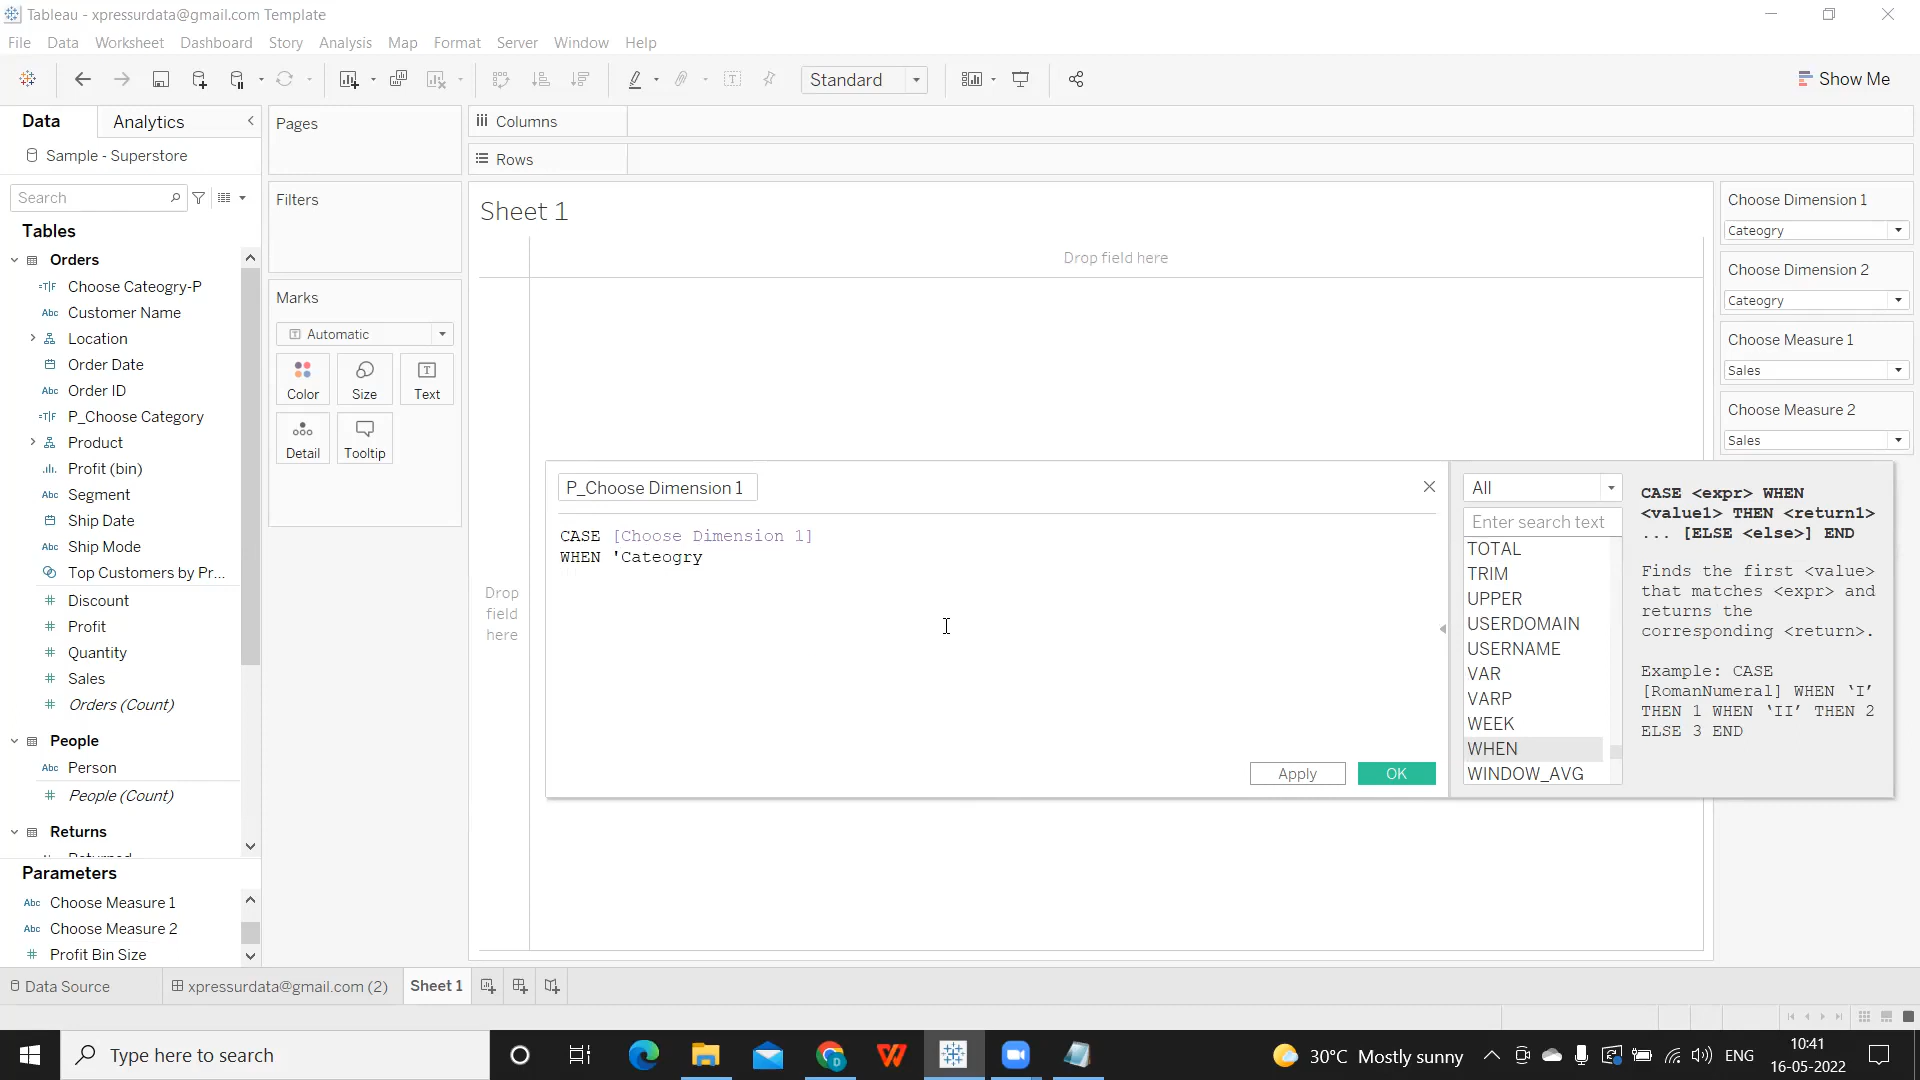 Tableau - xpressurdata@gmail.com Template
File Data Worksheet Dashboard Story Analysis Map Format Server Window Help
Standard
Show Me
Data
Analytics
Sample - Superstore
Search
Tables
Orders
=T|F Choose Cateogry-P
Abc Customer Name
Location
Order Date
Abc Order ID
=T|F P_Choose Category
Product
Profit (bin)
Abc Segment
Ship Date
Abc Ship Mode
Top Customers by Pr...
# Discount
# Profit
# Quantity
# Sales
# Orders (Count)
People
Abc Person
# People (Count)
Returns
Parameters
Abc Choose Measure 1
Abc Choose Measure 2
# Profit Bin Size
Pages
Filters
Marks
Automatic
Color
Size
Text
Detail
Tooltip
Columns
Rows
Sheet 1
Drop field here
Drop
field
here
Choose Dimension 1
Cateogry
Choose Dimension 2
Cateogry
Choose Measure 1
Sales
Choose Measure 2
Sales
P_Choose Dimension 1
CASE [Choose Dimension 1]
WHEN 'Cateogry
Apply
OK
All
Enter search text
TOTAL
TRIM
UPPER
USERDOMAIN
USERNAME
VAR
VARP
WEEK
WHEN
WINDOW_AVG
CASE <expr> WHEN
<value1> THEN <return1>
... [ELSE <else>] END
Finds the first <value>
that matches <expr> and
returns the
corresponding <return>.
Example: CASE
[RomanNumeral] WHEN ‘I’
THEN 1 WHEN ‘II’ THEN 2
ELSE 3 END
Data Source
xpressurdata@gmail.com (2)
Sheet 1
Type here to search
30°C Mostly sunny
ENG
10:41
16-05-2022